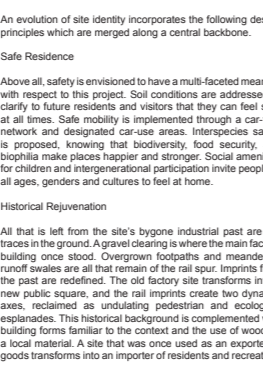 An evolution of site identity incorporates the following des
principles which are merged along a central backbone.
Safe Residence
Above all, safety is envisioned to have a multi-faceted mear
with respect to this project. Soil conditions are addresse
clarify to future residents and visitors that they can feel s
at all times. Safe mobility is implemented through a car-
network and designated car-use areas. Interspecies sa
is proposed, knowing that biodiversity, food security,
biophilia make places happier and stronger. Social ameni
for children and intergenerational participation invite peopl
all ages, genders and cultures to feel at home.
Historical Rejuvenation
All that is left from the site's bygone industrial past are
traces in the ground. A gravel clearing is where the main fac
building once stood. Overgrown footpaths and meande
runoff swales are all that remain of the rail spur. Imprints f
the past are redefined. The old factory site transforms in
new public square, and the rail imprints create two dyna
axes, reclaimed as undulating pedestrian and ecolog
esplanades. This historical background is complemented
building forms familiar to the context and the use of wooc
a local material. A site that was once used as an exporte
goods transforms into an importer of residents and recreat